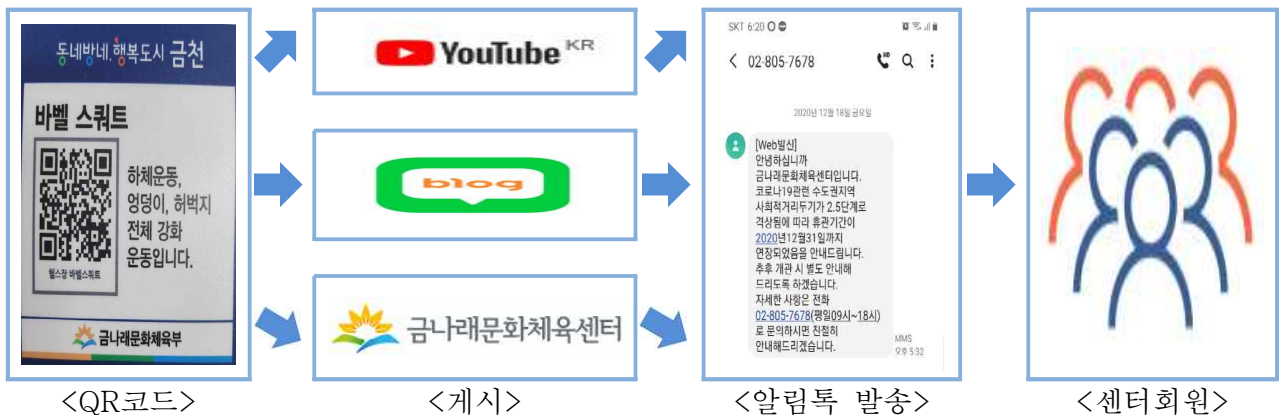 동네방네.행복도시 금천
바벨 스쿼트
하체운동,
엉덩이, 허벅지
전체 강화
운동입니다.
헬스장 바벨스쿼트
금나래문화체육부
<QR코드>
YouTube KR
blog
금나래문화체육센터
<게시>
SKT 6:20
02-805-7678
2020년 12월 18일 금요일
[Web발신]
안녕하십니까
금나래문화체육센터입니다.
코로나19관련 수도권지역
사회적거리두기가 2.5단계로
격상됨에 따라 휴관기간이
2020년12월31일까지
연장되었음을 안내드립니다.
추후 개관 시 별도 안내해
드리도록 하겠습니다.
자세한 사항은 전화
02-805-7678(평일09시~18시)
로 문의하시면 친절히
안내해드리겠습니다.
MMS
오후 5:32
<알림톡 발송>
<센터회원>